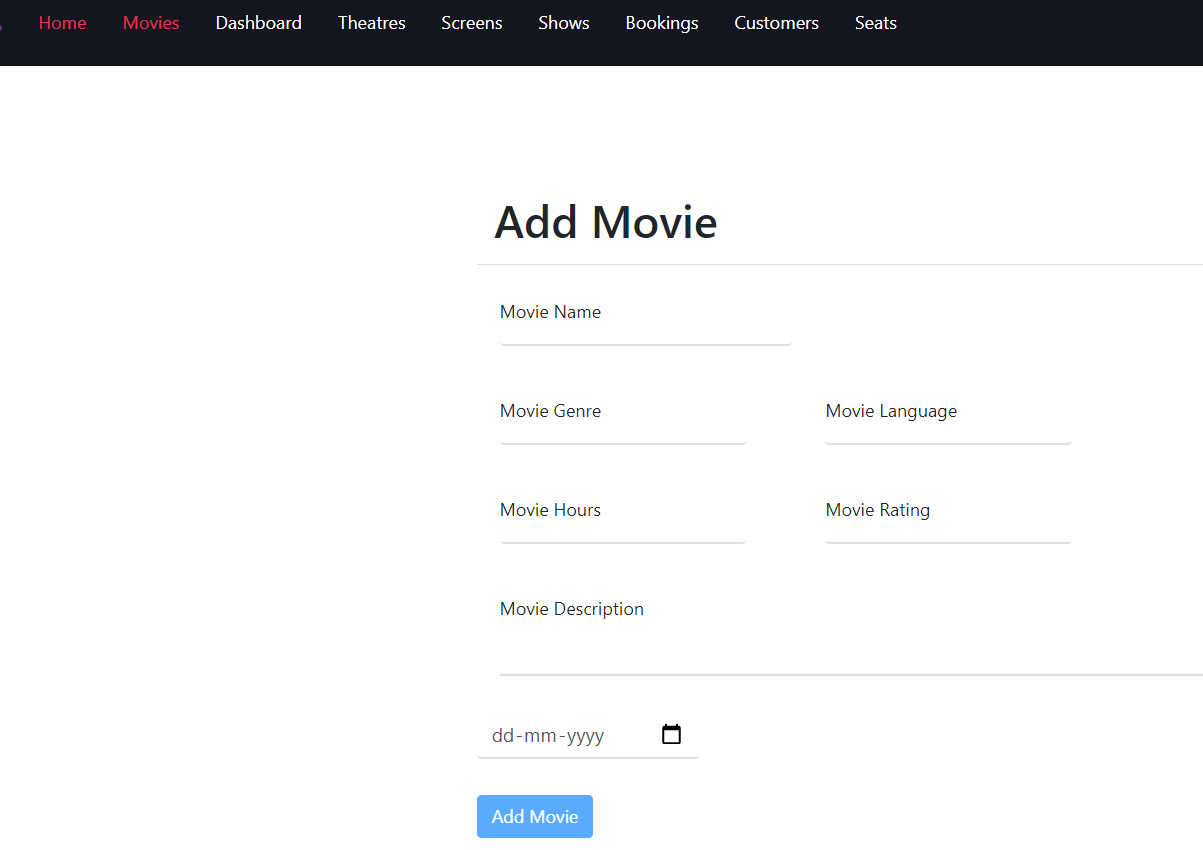 Home Movies Dashboard Theatres Screens Shows Bookings Customers Seats
Add Movie
Movie Name
Movie Genre Movie Language
Movie Hours Movie Rating
Movie Description
dd-mm-yyyy
Add Movie